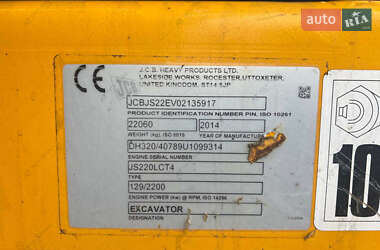 auto RIA.com
CE
J.C.B. HEAVY PRODUCTS LTD.
LAKESIDE WORKS, ROCESTER, UTTOXETER,
UNITED KINGDOM, ST14 5JP
JCBJS22EV02135917
PRODUCT IDENTIFICATION NUMBER PIN, ISO 10261
22060 2014
WEIGHT (kg), ISO 6016 YEAR OF MANUFACTURE
DH320/40789U1099314
ENGINE SERIAL NUMBER
JS220LCT4
TYPE
129/2200
ENGINE POWER (kw) @ RPM, ISO 14396
EXCAVATOR
DESIGNATION
10